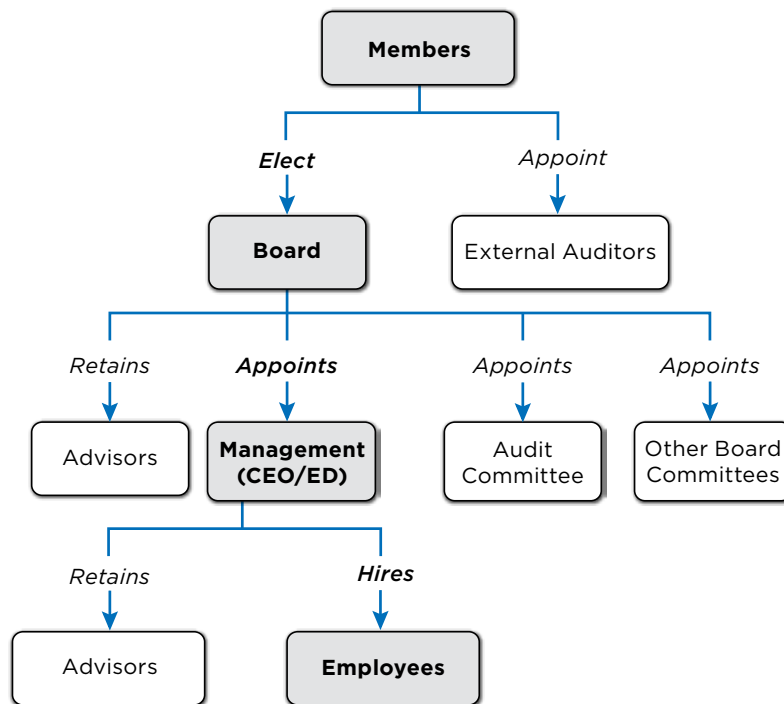 Members
Elect
Appoint
Board
External Auditors
Retains
Appoints
Appoints
Appoints
Advisors
Management
(CEO/ED)
Audit
Committee
Other Board
Committees
Retains
Hires
Advisors
Employees